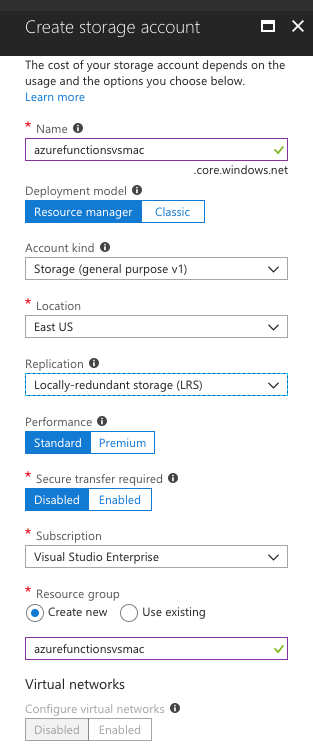 Create storage account
The cost of your storage account depends on the
usage and the options you choose below.
Learn more
* Name
azurefunctionsvsmac
.core.windows.net
Deployment model
Resource manager Classic
Account kind
Storage (general purpose v1)
* Location
East US
Replication
Locally-redundant storage (LRS)
Performance
Standard Premium
* Secure transfer required
Disabled Enabled
* Subscription
Visual Studio Enterprise
* Resource group
Create new Use existing
azurefunctionsvsmac
Virtual networks
Configure virtual networks
Disabled Enabled